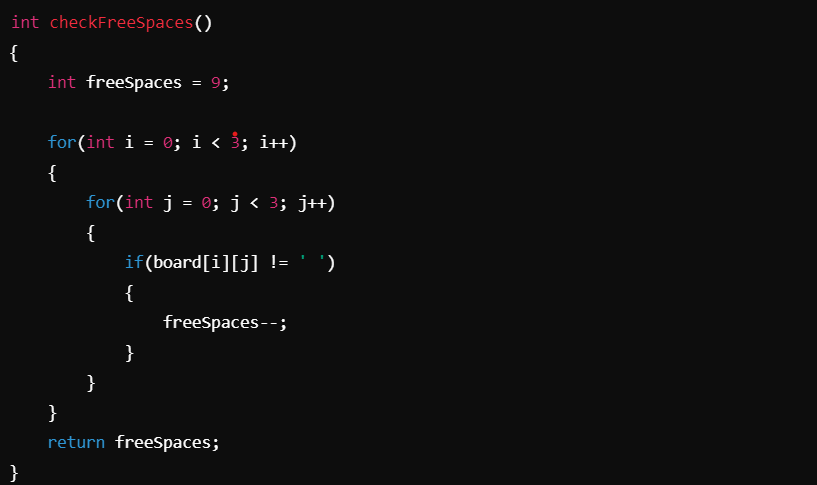 int checkFreeSpaces()
{
    int freeSpaces = 9;

    for(int i = 0; i < 3; i++)
    {
        for(int j = 0; j < 3; j++)
        {
            if(board[i][j] != ' ')
            {
                freeSpaces--;
            }
        }
    }
    return freeSpaces;
}